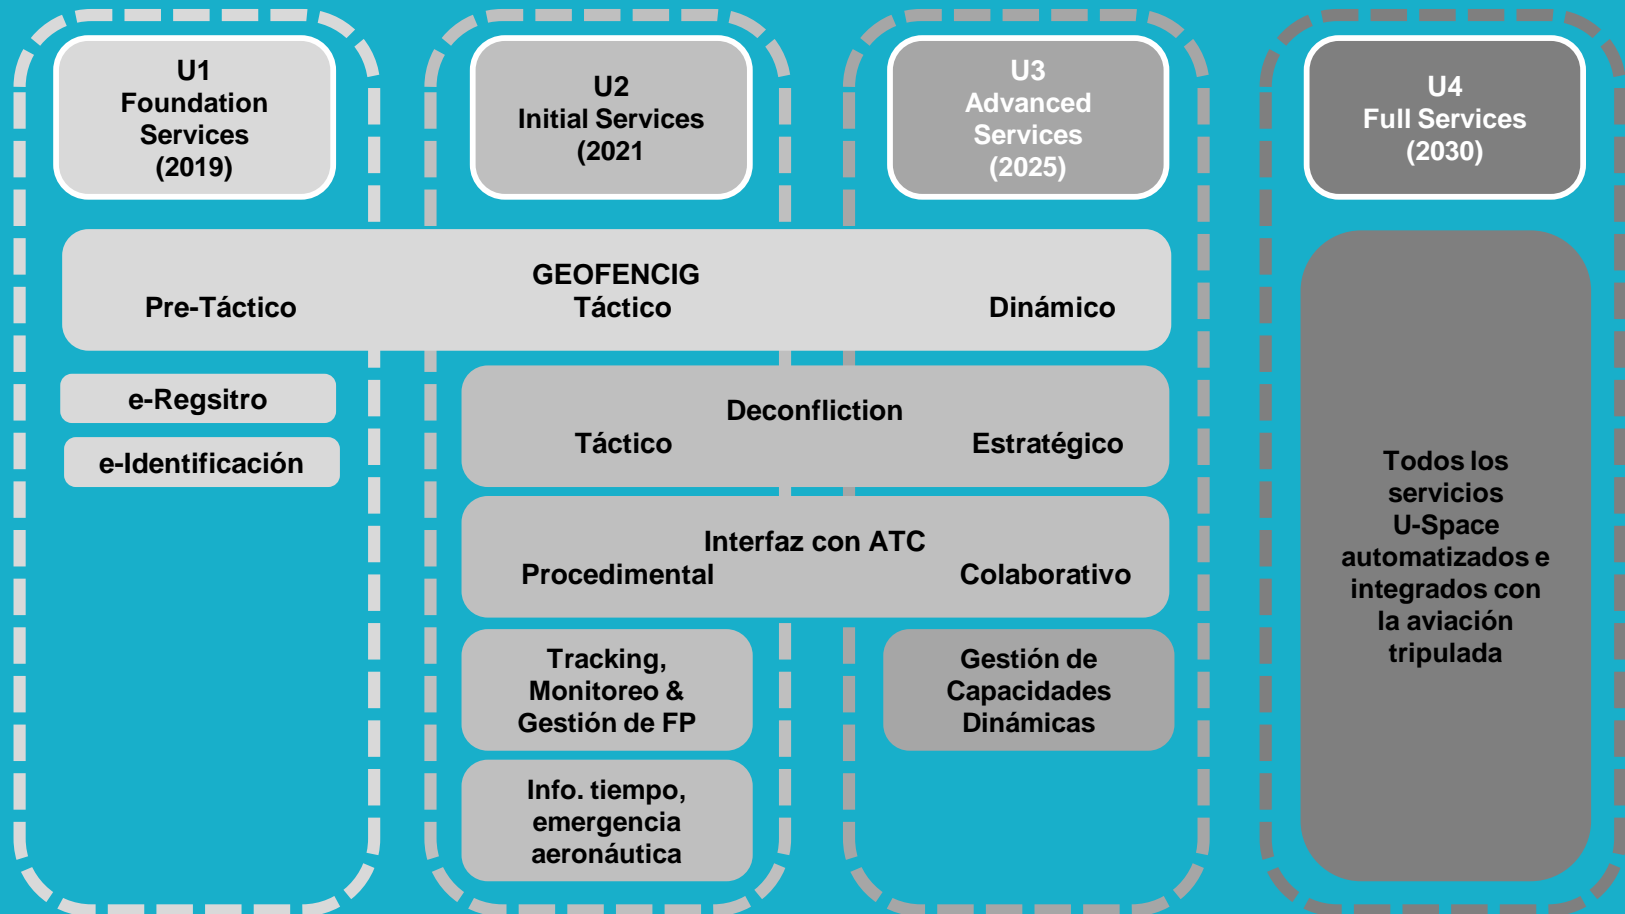 U1
Foundation
Services
(2019)
U2
Initial Services
(2021
U3
Advanced
Services
(2025)
U4
Full Services
(2030)
GEOFENCIG
Pre-Táctico Táctico Dinámico
e-Regsitro
e-Identificación
Deconfliction
Táctico Estratégico
Interfaz con ATC
Procedimental Colaborativo
Tracking,
Monitoreo &
Gestión de FP
Gestión de
Capacidades
Dinámicas
Info. tiempo,
emergencia
aeronáutica
Todos los
servicios
U-Space
automatizados e
integrados con
la aviación
tripulada